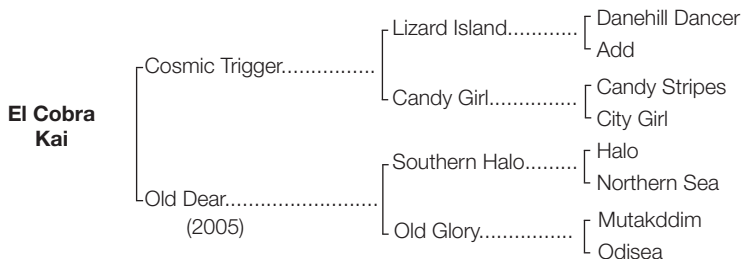 Danehill Dancer
Lizard Island............
Add
Cosmic Trigger................
Candy Stripes
Candy Girl...............
City Girl
El Cobra
Kai
Halo
Southern Halo.........
Northern Sea
Old Dear..........................
(2005)
Mutakddim
Old Glory................
Odisea